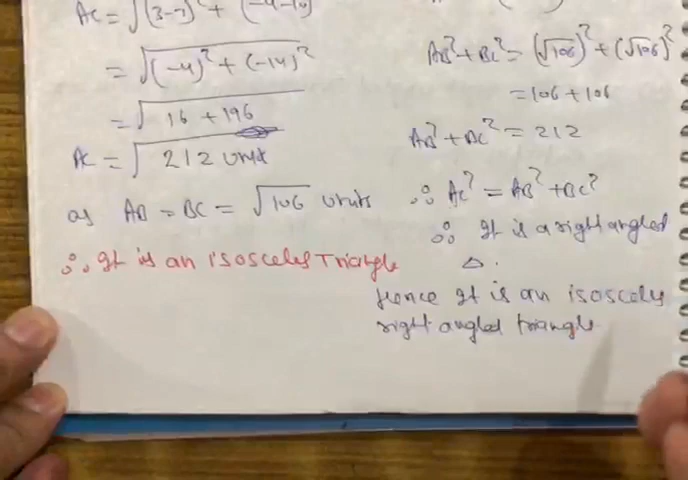 AC = √(3-7)² + (-4-10)
= √(-4)² + (-14)²
= √16 + 196
AC = √212 units
as AB = BC = √106 units
∴ It is an isosceles Triangle
AB² + BC² = (√106)² + (√106)²
= 106 + 106
AB² + BC² = 212
∴ AC² = AB² + BC²
∴ It is a right angled
△.
Hence It is an isosceles
right angled triangle